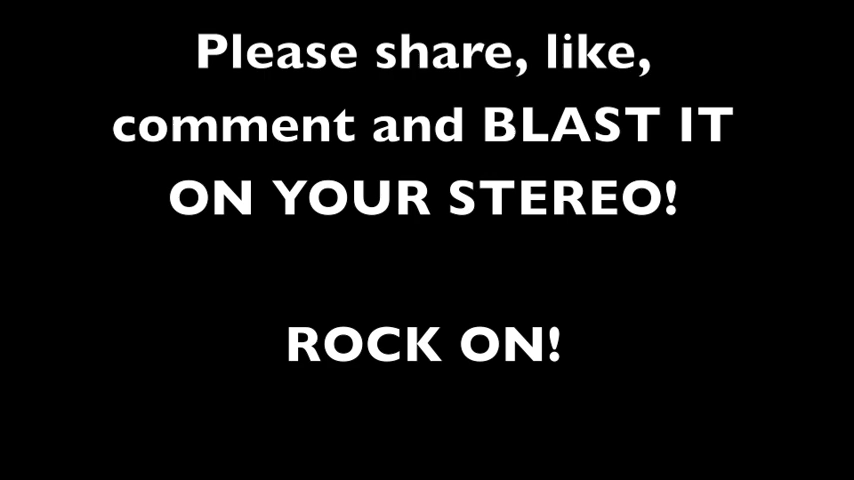 Please share, like,
comment and BLAST IT
ON YOUR STEREO!
ROCK ON!